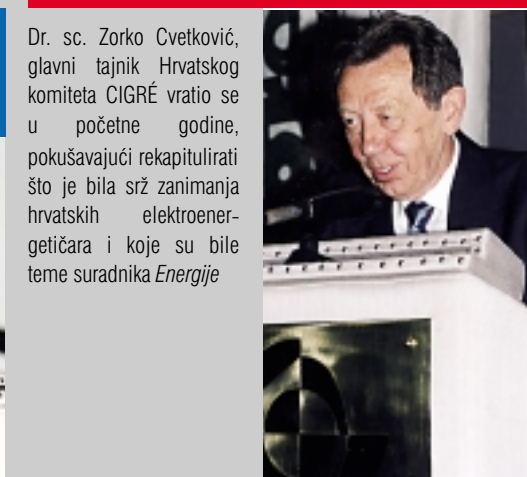 Dr. sc. Zorko Cvetković,
glavni tajnik Hrvatskog
komiteta CIGRÉ vratio se
u početne godine,
pokušavajući rekapitulirati
što je bila srž zanimanja
hrvatskih elektroener-
getičara i koje su bile
teme suradnika Energije